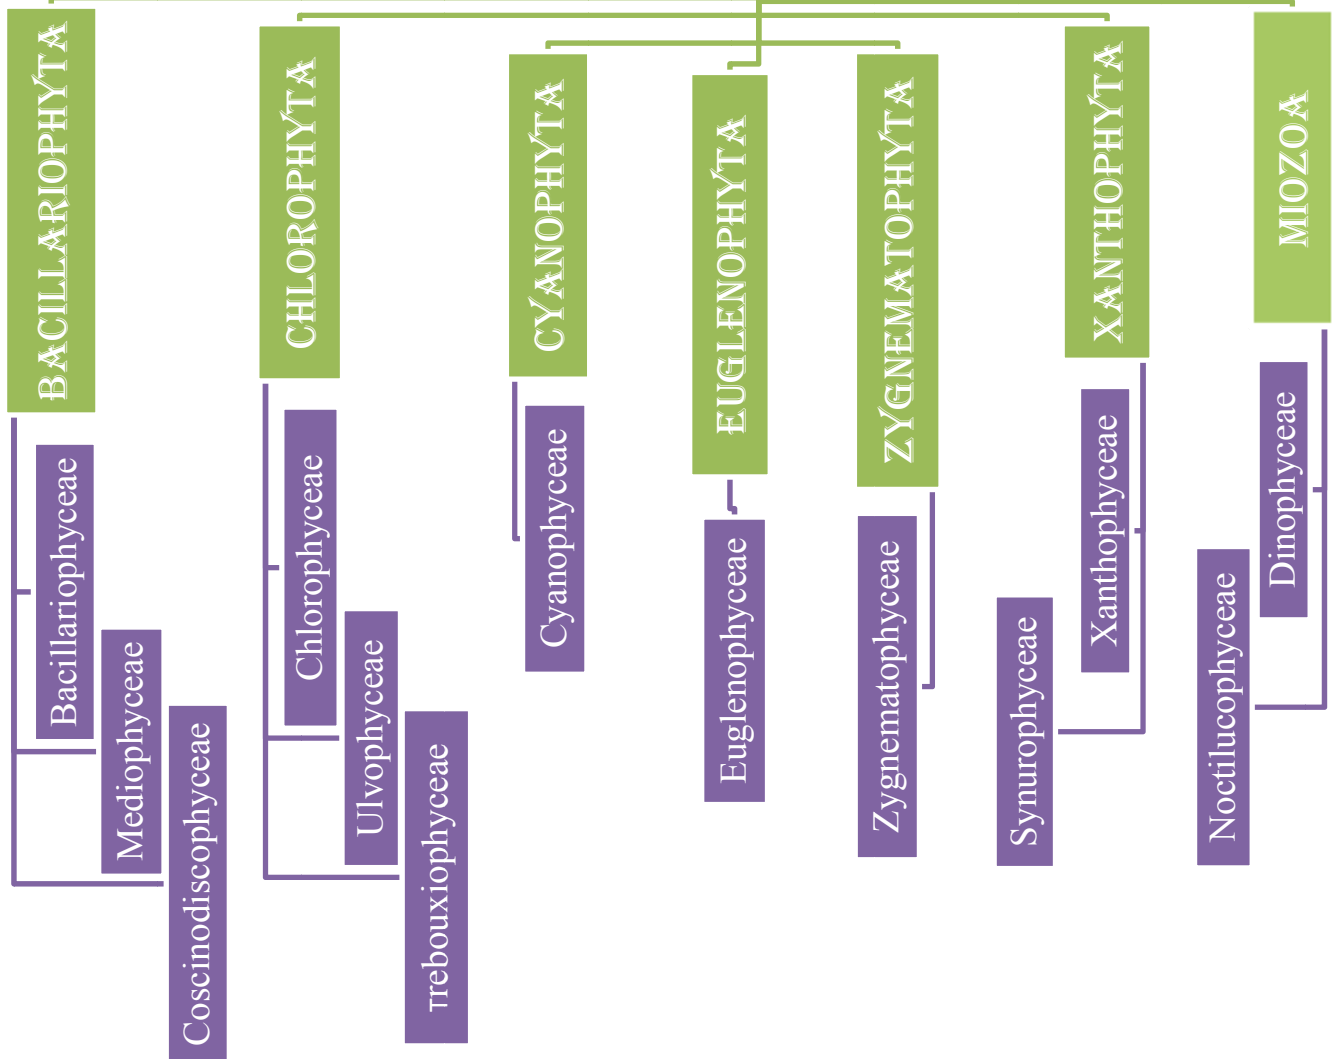 BACILLARIOPHYTA
Bacillariophyceae
Mediophyceae
Coscinodiscophyceae
CHLOROPHYTA
Chlorophyceae
Ulvophyceae
Trebouxiophyceae
CYANOPHYTA
Cyanophyceae
EUGLENOPHYTA
Euglenophyceae
ZYGNEMATOPHYTA
Zygnematophyceae
XANTHOPHYTA
Xanthophyceae
Synurophyceae
MIOZOA
Dinophyceae
Noctilucophyceae